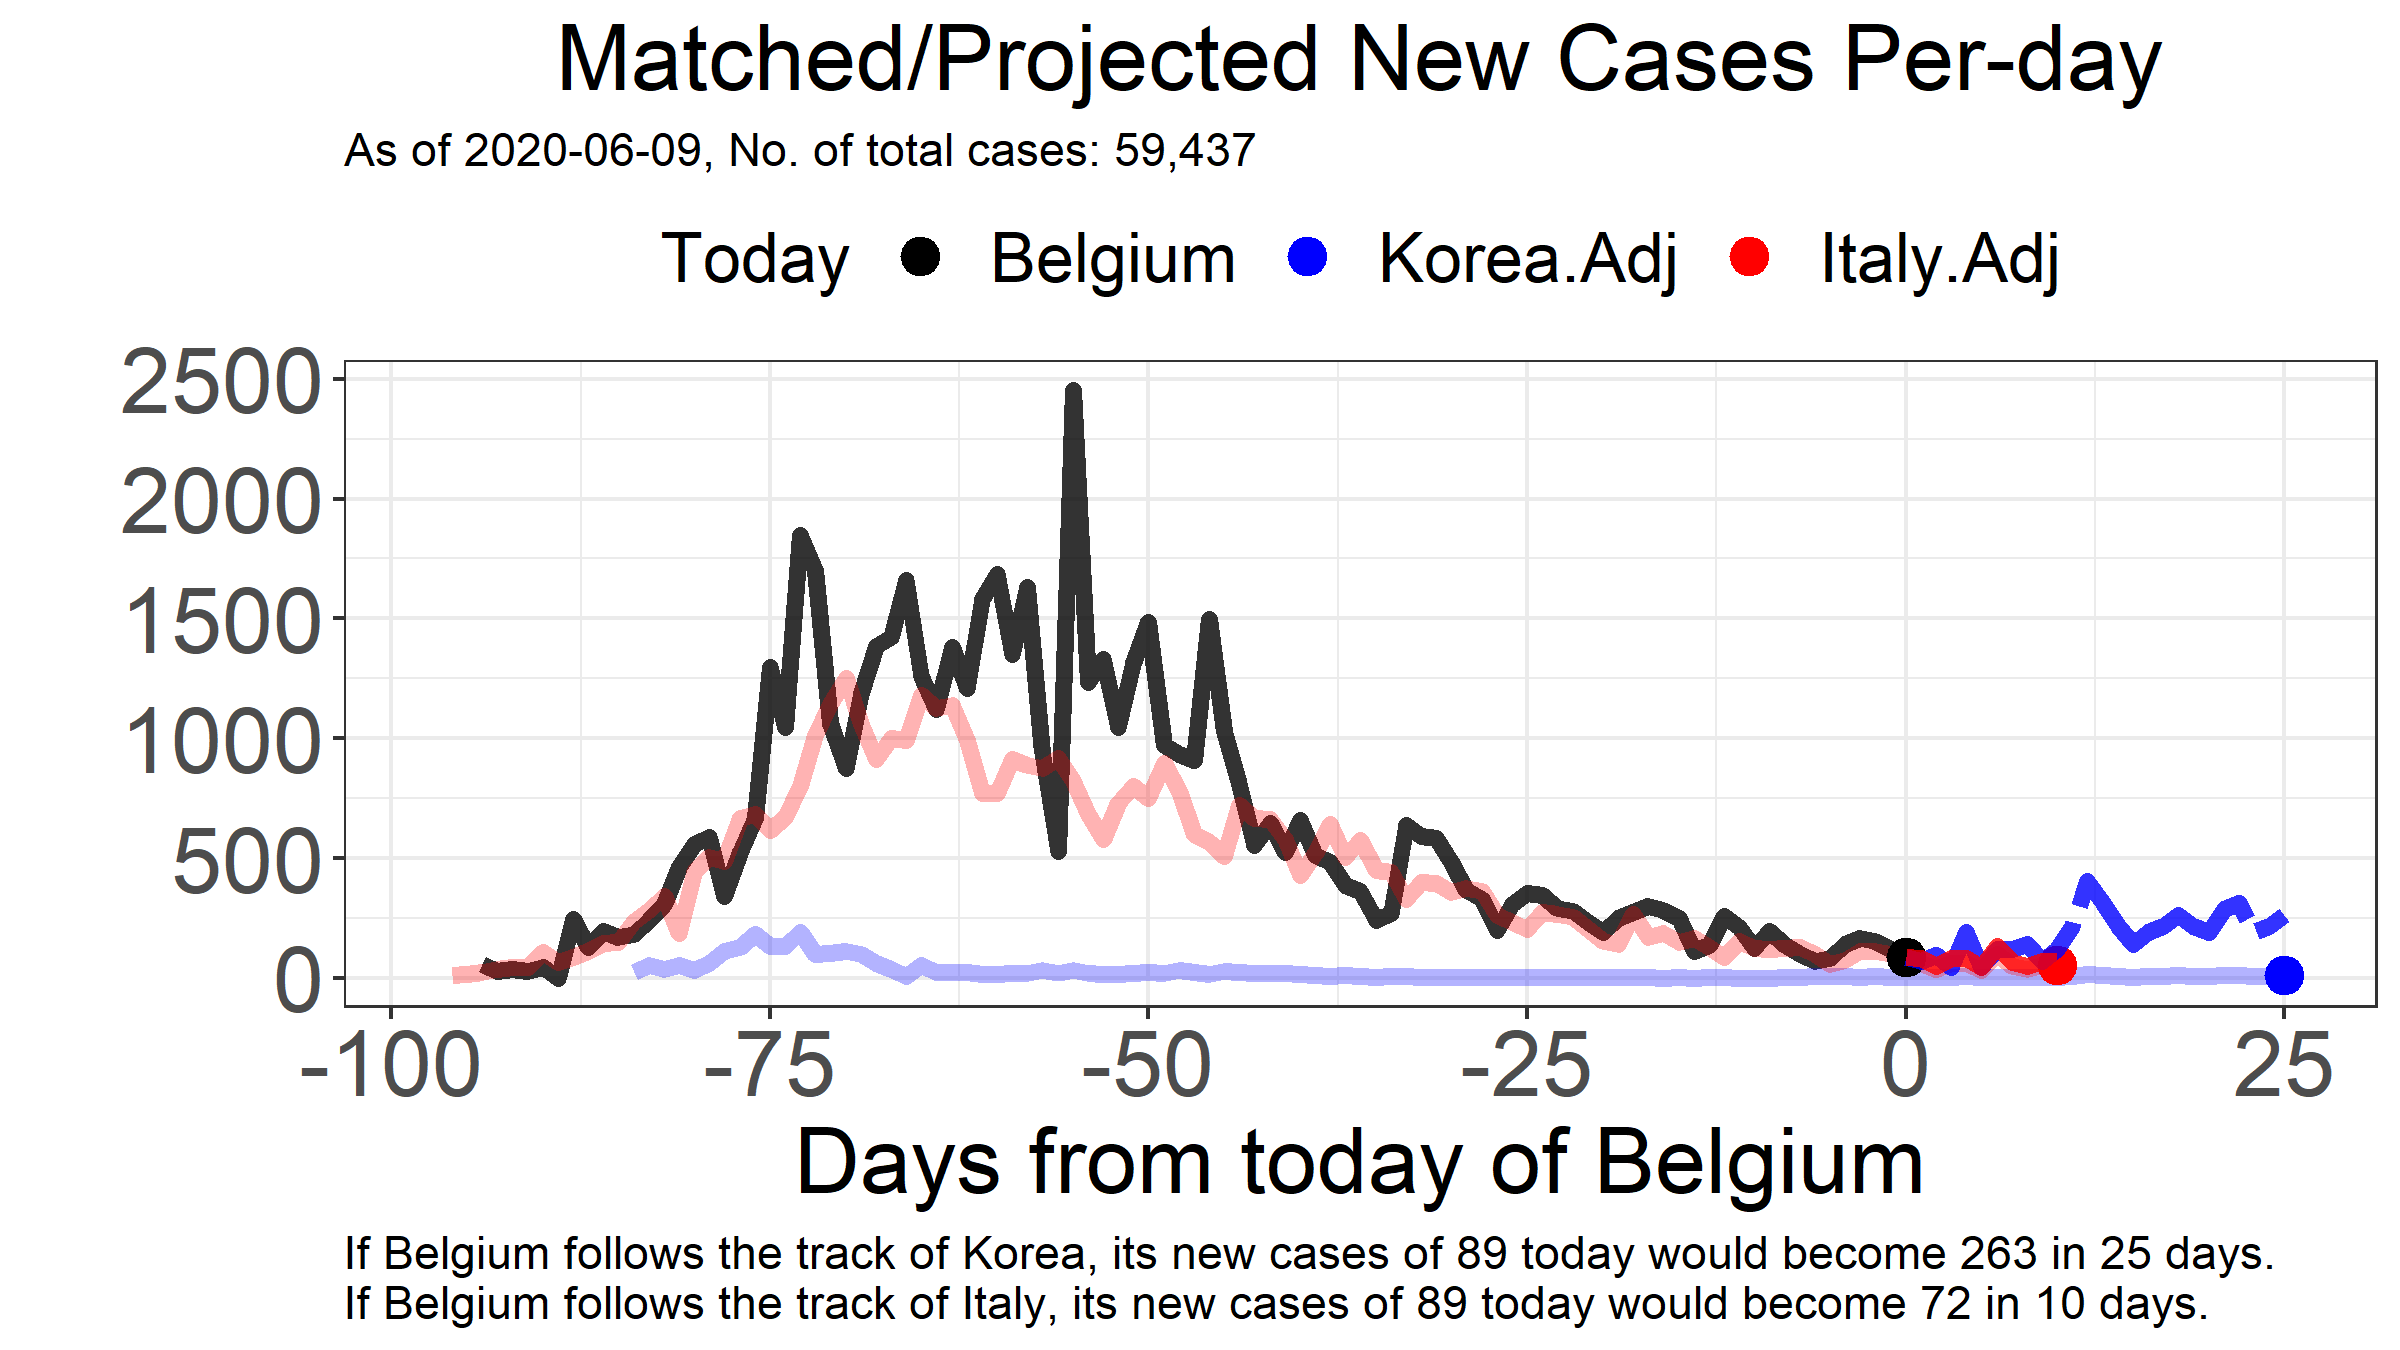 Matched/Projected New Cases Per-day
As of 2020-06-09, No. of total cases: 59,437
Today Belgium Korea.Adj Italy.Adj
2500
2000
1500
1000
500
0
-100 -75 -50 -25 0 25
Days from today of Belgium
If Belgium follows the track of Korea, its new cases of 89 today would become 263 in 25 days.
If Belgium follows the track of Italy, its new cases of 89 today would become 72 in 10 days.